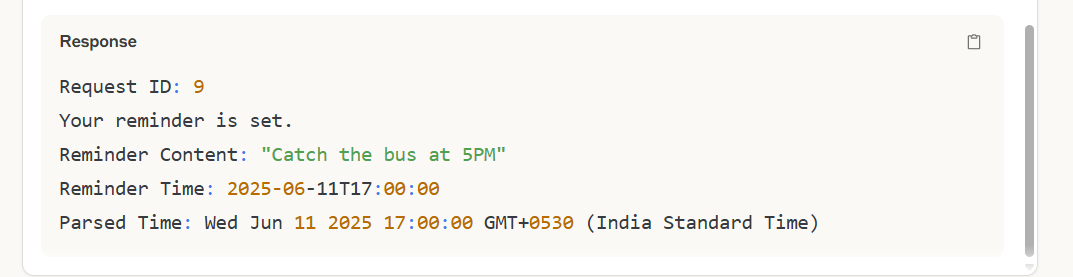 Response
Request ID: 9
Your reminder is set.
Reminder Content: "Catch the bus at 5PM"
Reminder Time: 2025-06-11T17:00:00
Parsed Time: Wed Jun 11 2025 17:00:00 GMT+0530 (India Standard Time)